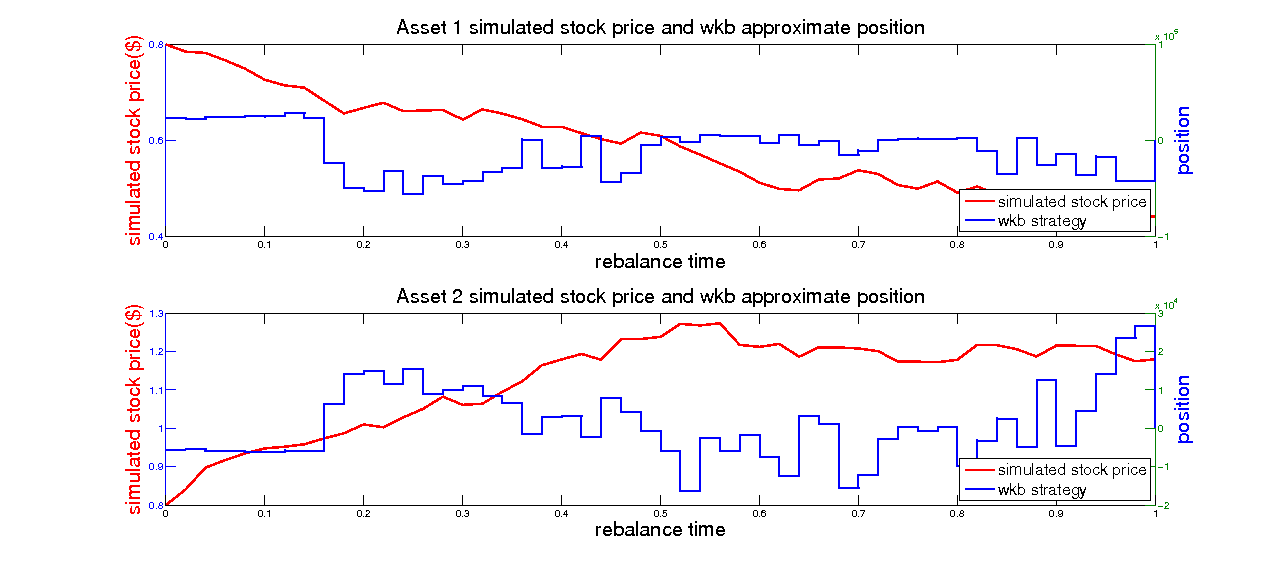 Asset 1 simulated stock price and wkb approximate position
x 10^5
simulated stock price($)
0.8
0.6
0.4
1
0
-1
position
simulated stock price
wkb strategy
0 0.1 0.2 0.3 0.4 0.5 0.6 0.7 0.8 0.9 1
rebalance time
Asset 2 simulated stock price and wkb approximate position
x 10^4
simulated stock price($)
1.3
1.2
1.1
1
0.9
0.8
3
2
1
0
-1
-2
position
simulated stock price
wkb strategy
0 0.1 0.2 0.3 0.4 0.5 0.6 0.7 0.8 0.9 1
rebalance time